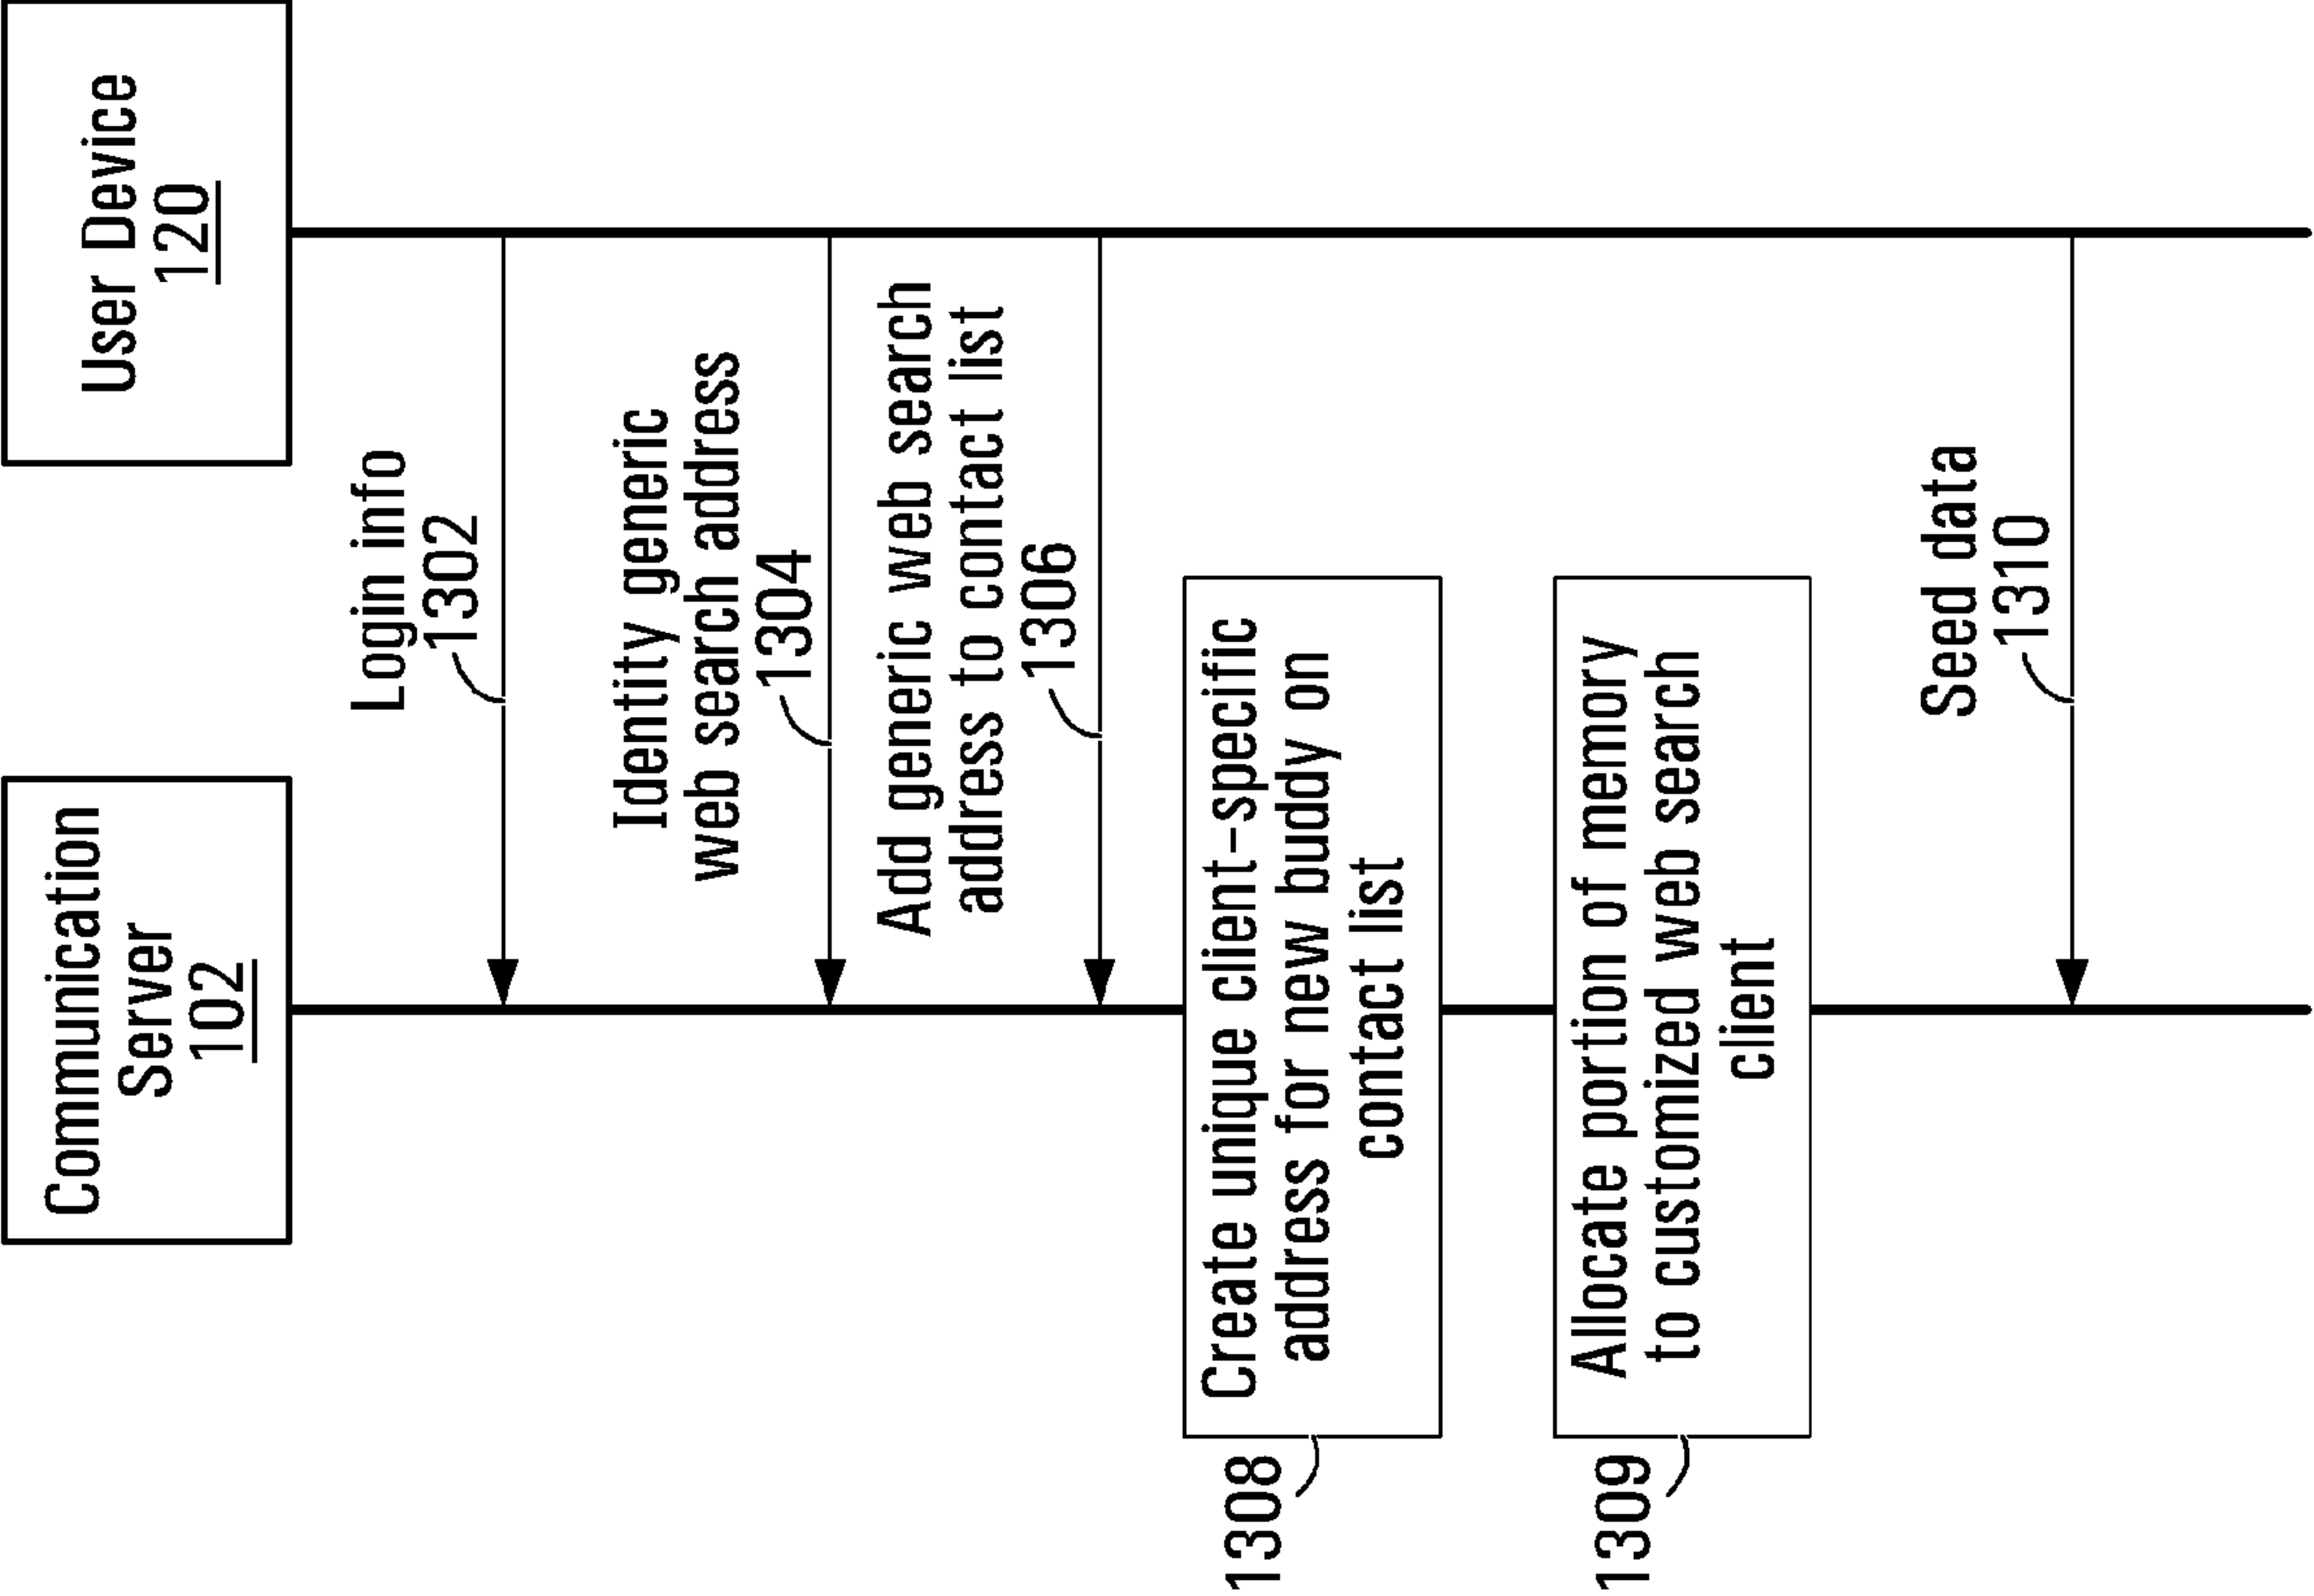 Communication
Server
102
User Device
120
Login info
1302
Identity generic
web search address
1304
Add generic web search
address to contact list
1306
Create unique client-specific
address for new buddy on
contact list
1308
Allocate portion of memory
to customized web search
client
1309
Seed data
1310